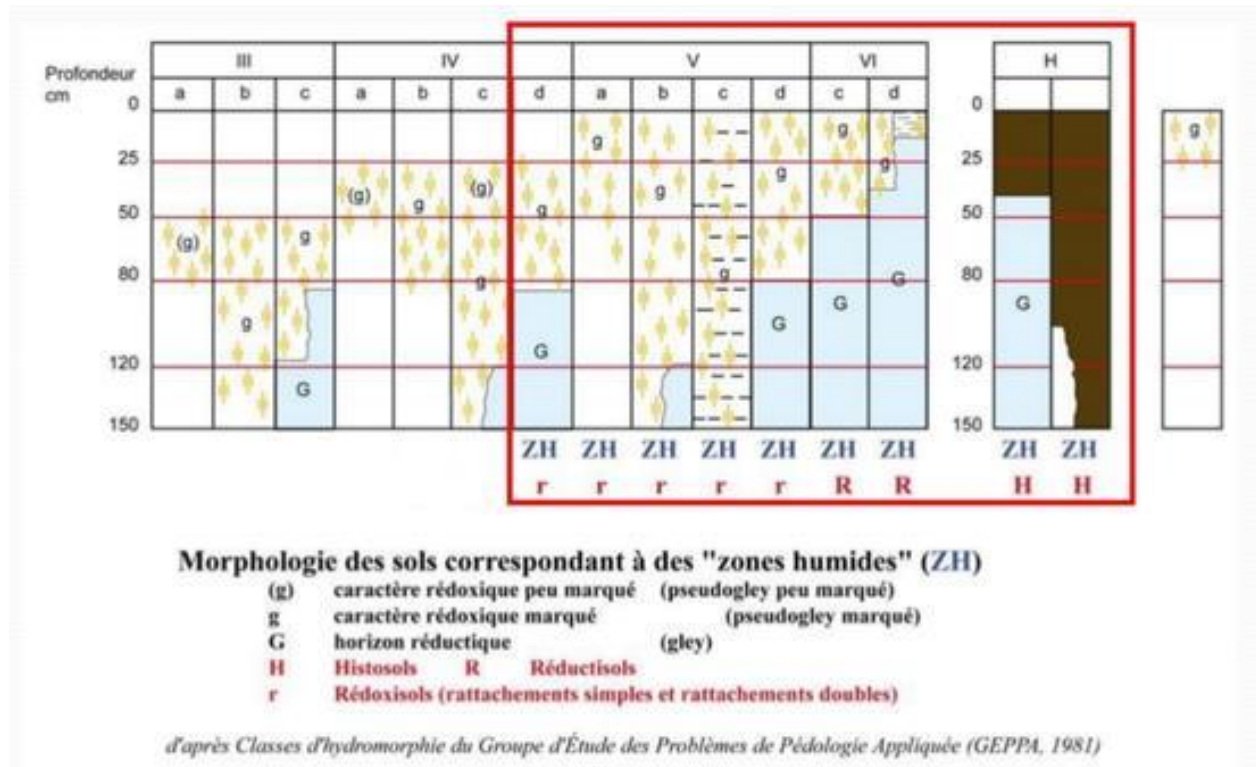 III IV V VI H
Profondeur
cm
a b c a b c d a b c d c d
0 0
g g g g
25 25
(g) g (g) g g g g
50 50
(g) g g
80 80
g g G G G
g G G
120 120
G
150 150
ZH ZH ZH ZH ZH ZH ZH ZH ZH
r r r r r R R H H
Morphologie des sols correspondant à des "zones humides" (ZH)
(g) caractère rédoxique peu marqué (pseudogley peu marqué)
g caractère rédoxique marqué (pseudogley marqué)
G horizon réductique (gley)
H Histosols R Réductisols
r Rédoxisols (rattachements simples et rattachements doubles)
d'après Classes d'hydromorphie du Groupe d'Étude des Problèmes de Pédologie Appliquée (GEPPA, 1981)